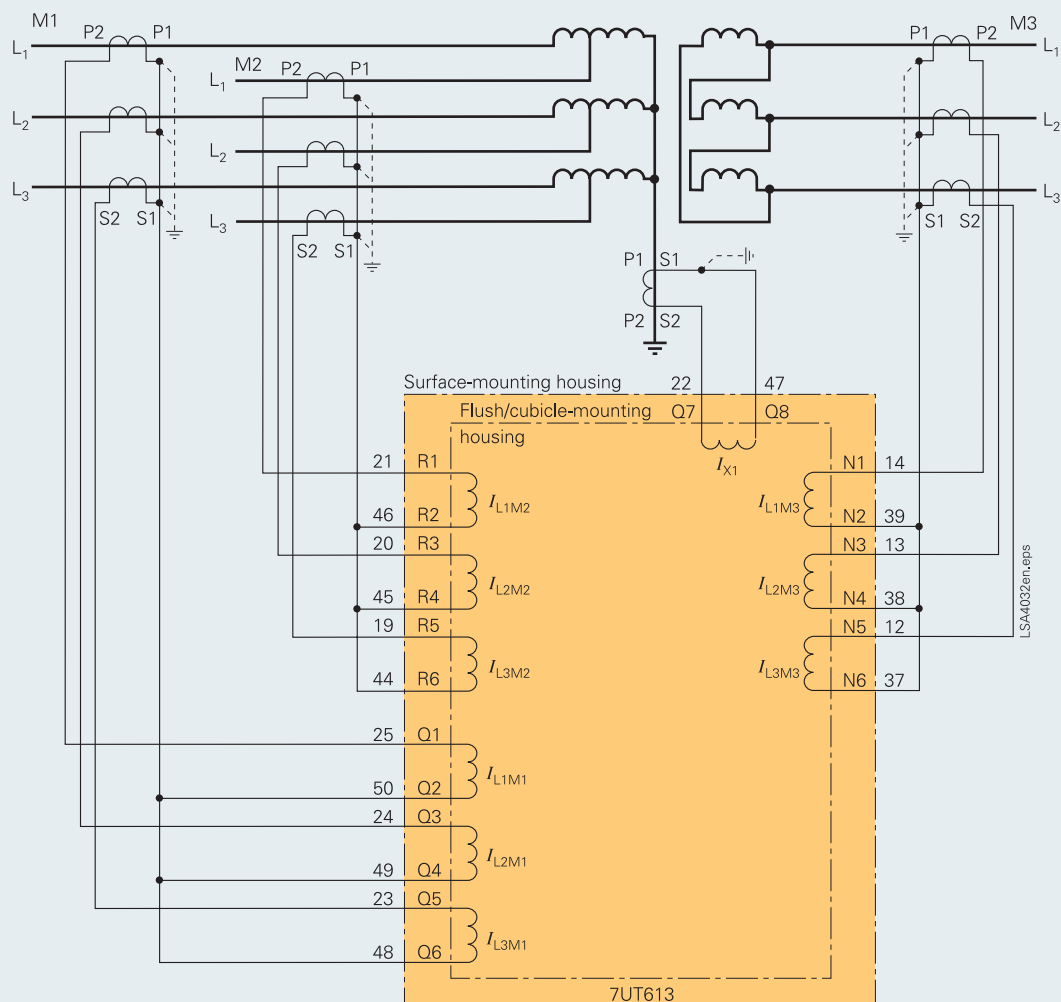 M1
P2 P1
L1
M2
P2 P1
L1
L2
L2
L3
S2 S1
L3
S2 S1
M3
P1 P2
L1
L2
L3
S1 S2
P1 S1
P2 S2
Surface-mounting housing
22 47
Flush/cubicle-mounting
housing
Q7 Q8
IX1
21 R1
IL1M2
46 R2
20 R3
IL2M2
45 R4
19 R5
IL3M2
44 R6
25 Q1
IL1M1
50 Q2
24 Q3
IL2M1
49 Q4
23 Q5
IL3M1
48 Q6
N1 14
IL1M3
N2 39
N3 13
IL2M3
N4 38
N5 12
IL3M3
N6 37
LSA4032en.eps
7UT613